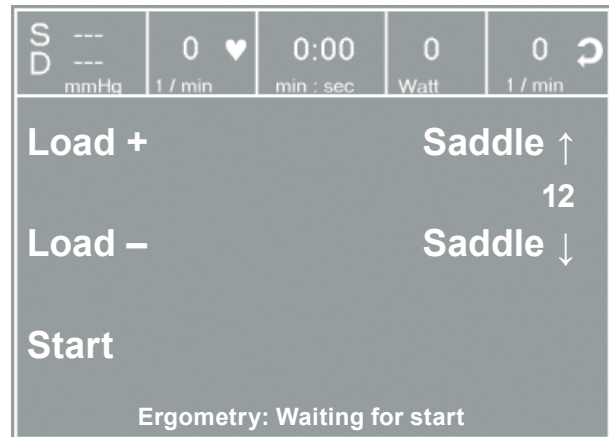 S ---
D ---
mmHg
0 ♥
1 / min
0:00
min : sec
0
Watt
0
1 / min
Load +
Saddle ↑
12
Load –
Saddle ↓
Start
Ergometry: Waiting for start